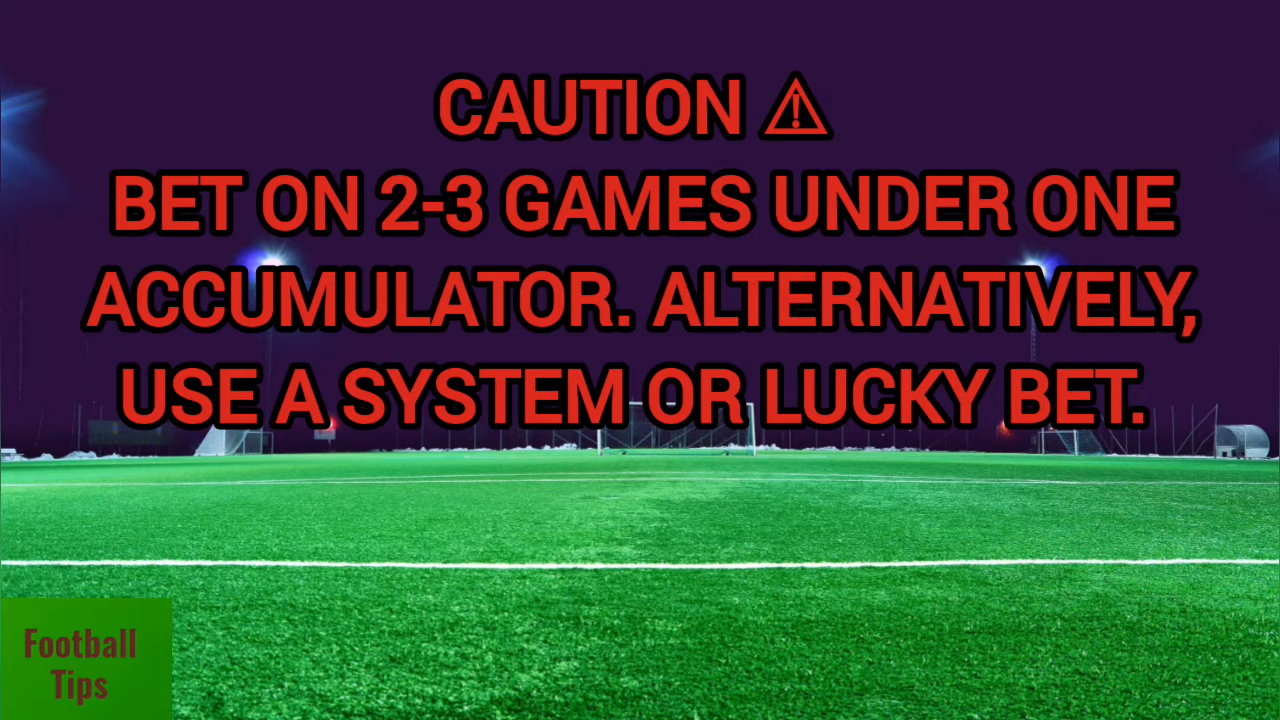 CAUTION ⚠
BET ON 2-3 GAMES UNDER ONE
ACCUMULATOR. ALTERNATIVELY,
USE A SYSTEM OR LUCKY BET.
Football
Tips